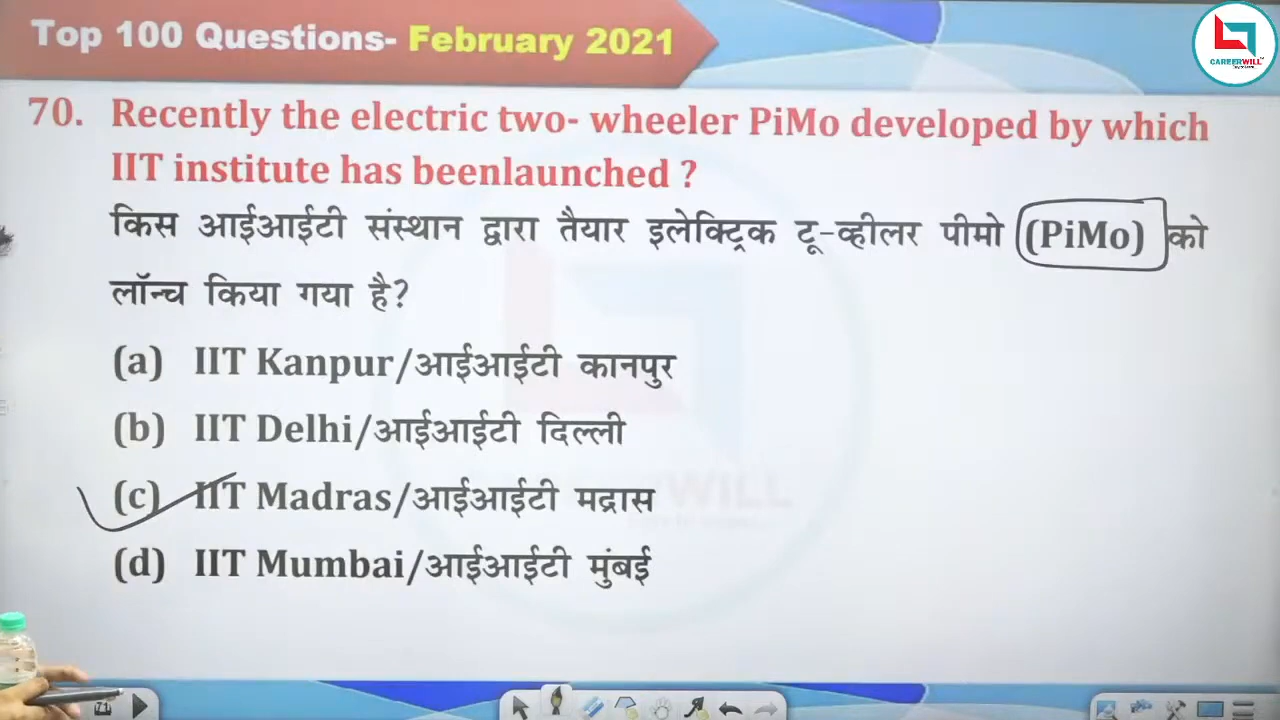 Top 100 Questions- February 2021
CAREERWILL
70. Recently the electric two- wheeler PiMo developed by which
IIT institute has beenlaunched ?
किस आईआईटी संस्थान द्वारा तैयार इलेक्ट्रिक टू-व्हीलर पीमो (PiMo) को
लॉन्च किया गया है?
(a) IIT Kanpur/आईआईटी कानपुर
(b) IIT Delhi/आईआईटी दिल्ली
(c) IIT Madras/आईआईटी मद्रास
(d) IIT Mumbai/आईआईटी मुंबई
71